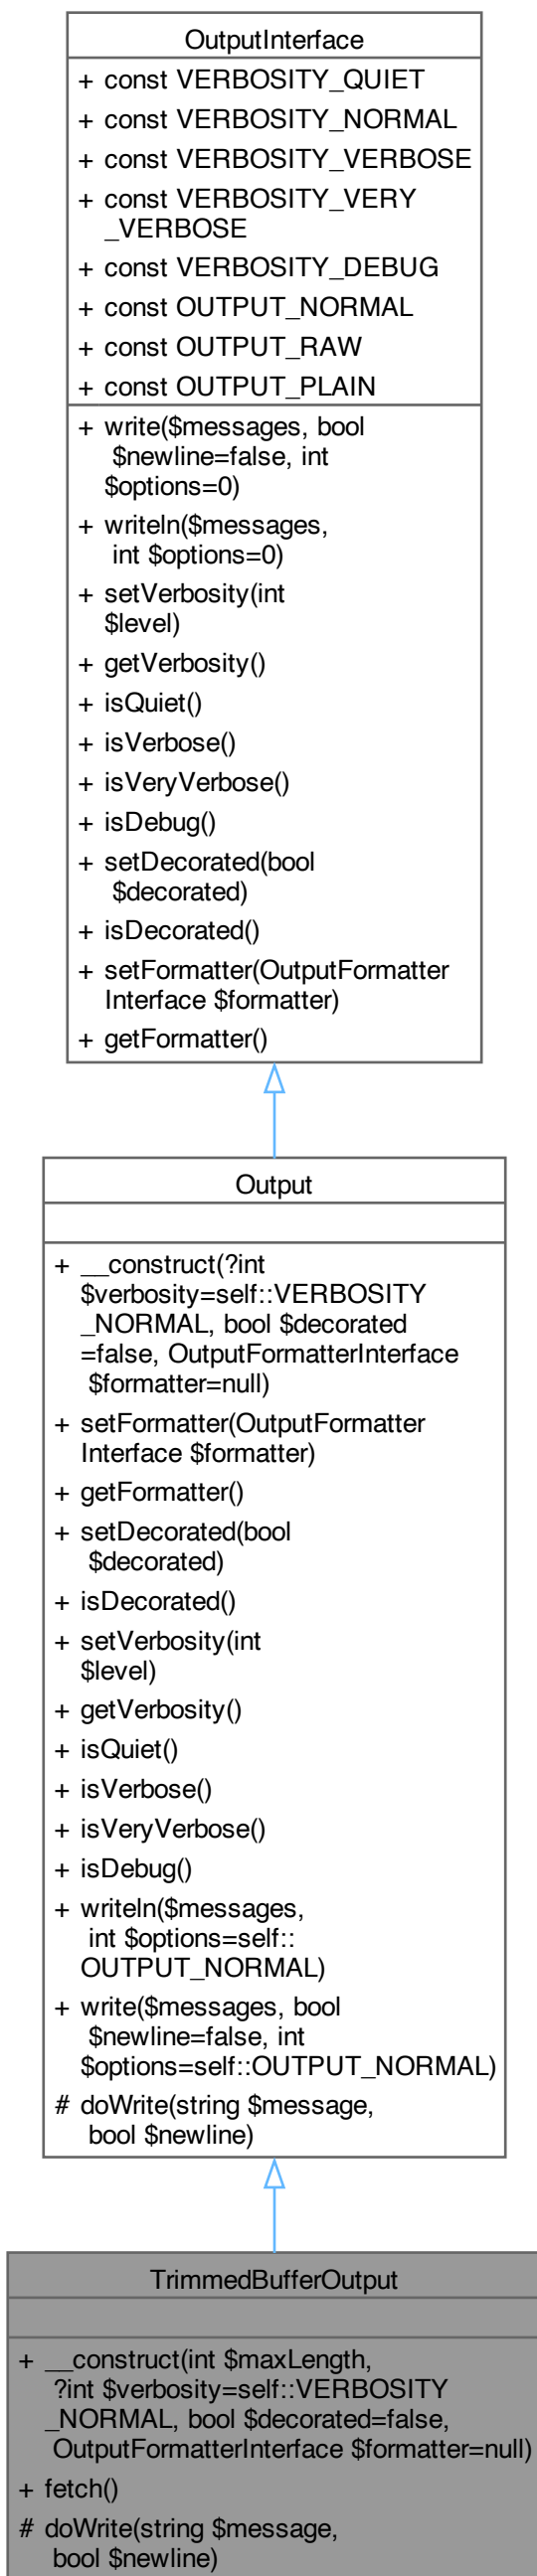 OutputInterface
+ const VERBOSITY_QUIET
+ const VERBOSITY_NORMAL
+ const VERBOSITY_VERBOSE
+ const VERBOSITY_VERY
_VERBOSE
+ const VERBOSITY_DEBUG
+ const OUTPUT_NORMAL
+ const OUTPUT_RAW
+ const OUTPUT_PLAIN
+ write($messages, bool
$newline=false, int
$options=0)
+ writeln($messages,
int $options=0)
+ setVerbosity(int
$level)
+ getVerbosity()
+ isQuiet()
+ isVerbose()
+ isVeryVerbose()
+ isDebug()
+ setDecorated(bool
$decorated)
+ isDecorated()
+ setFormatter(OutputFormatter
Interface $formatter)
+ getFormatter()
Output
+ __construct(?int
$verbosity=self::VERBOSITY
_NORMAL, bool $decorated
=false, OutputFormatterInterface
$formatter=null)
+ setFormatter(OutputFormatter
Interface $formatter)
+ getFormatter()
+ setDecorated(bool
$decorated)
+ isDecorated()
+ setVerbosity(int
$level)
+ getVerbosity()
+ isQuiet()
+ isVerbose()
+ isVeryVerbose()
+ isDebug()
+ writeln($messages,
int $options=self::
OUTPUT_NORMAL)
+ write($messages, bool
$newline=false, int
$options=self::OUTPUT_NORMAL)
# doWrite(string $message,
bool $newline)
TrimmedBufferOutput
+ __construct(int $maxLength,
?int $verbosity=self::VERBOSITY
_NORMAL, bool $decorated=false,
OutputFormatterInterface $formatter=null)
+ fetch()
# doWrite(string $message,
bool $newline)